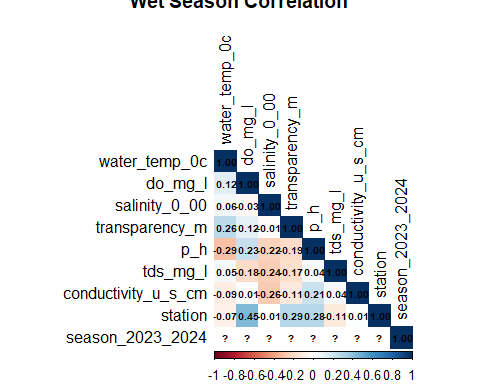 Wet Season Correlation
water_temp_0c
do_mg_l
salinity_0_00
transparency_m
p_h
tds_mg_l
conductivity_u_s_cm
station
season_2023_2024
water_temp_0c 1.00
do_mg_l 0.12 1.00
salinity_0_00 0.06 0.03 1.00
transparency_m 0.26 0.12 -0.01 1.00
p_h -0.29 0.23 -0.22 -0.19 1.00
tds_mg_l 0.05 -0.18 -0.24 -0.17 0.04 1.00
conductivity_u_s_cm -0.09 0.01 -0.26 -0.11 0.21 0.04 1.00
station -0.07 0.45 -0.01 0.29 0.28 -0.11 0.01 1.00
season_2023_2024 ? ? ? ? ? ? ? ? 1.00
-1 -0.8 -0.6 -0.4 -0.2 0 0.2 0.4 0.6 0.8 1